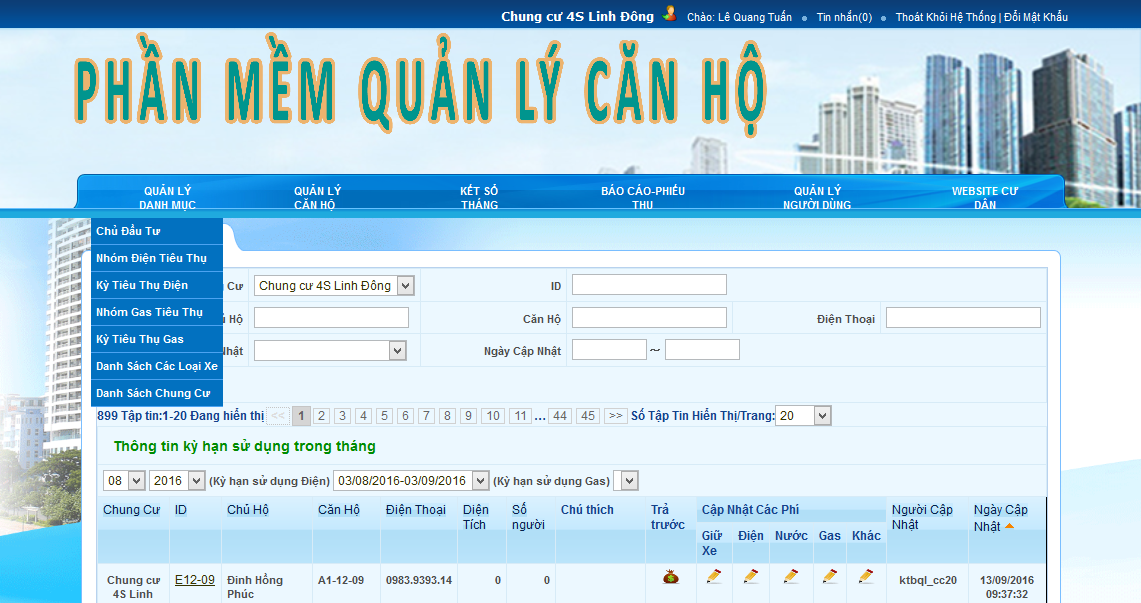 Chung cư 4S Linh Đông Chào: Lê Quang Tuấn Tin nhắn(0) Thoát Khỏi Hệ Thống | Đổi Mật Khẩu
PHẦN MỀM QUẢN LÝ CĂN HỘ
QUẢN LÝ DANH MỤC
QUẢN LÝ CĂN HỘ
KẾT SỔ THÁNG
BÁO CÁO-PHIẾU THU
QUẢN LÝ NGƯỜI DÙNG
WEBSITE CƯ DÂN
Chủ Đầu Tư
Nhóm Điện Tiêu Thụ
Kỳ Tiêu Thụ Điện
Nhóm Gas Tiêu Thụ
Kỳ Tiêu Thụ Gas
Danh Sách Các Loại Xe
Danh Sách Chung Cư
Cư Chung cư 4S Linh Đông ID
Hộ Căn Hộ Điện Thoại
Nhật Ngày Cập Nhật ~
899 Tập tin:1-20 Đang hiển thị << 1 2 3 4 5 6 7 8 9 10 11 ... 44 45 >> Số Tập Tin Hiển Thị/Trang: 20
Thông tin kỳ hạn sử dụng trong tháng
08 2016 (Kỳ hạn sử dụng Điện) 03/08/2016-03/09/2016 (Kỳ hạn sử dụng Gas)
Chung Cư ID Chủ Hộ Căn Hộ Điện Thoại Diện Tích Số người Chú thích Trả trước Cập Nhật Các Phí Người Cập Nhật Ngày Cập Nhật
Giữ Xe Điện Nước Gas Khác
Chung cư 4S Linh E12-09 Đinh Hồng Phúc A1-12-09 0983.9393.14 0 0 ktbql_cc20 13/09/2016 09:37:32